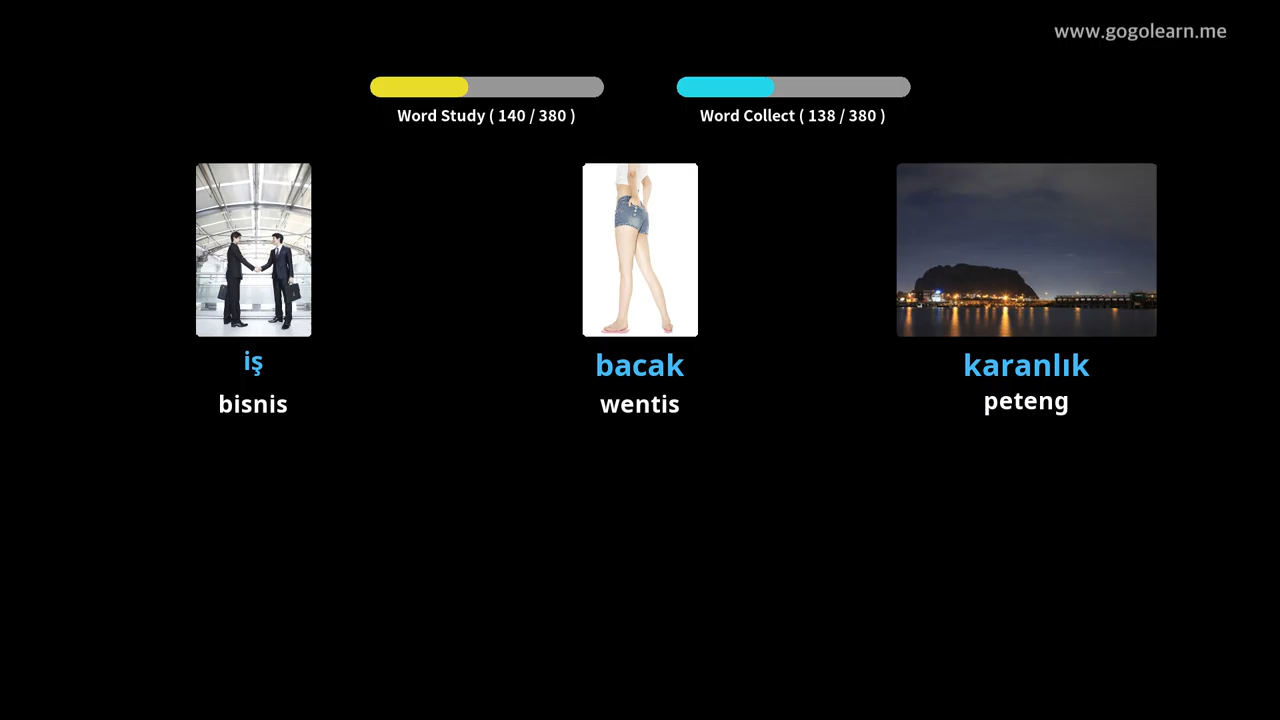 www.gogolearn.me
Word Study ( 140 / 380 )
Word Collect ( 138 / 380 )
iş
bisnis
bacak
wentis
karanlık
peteng